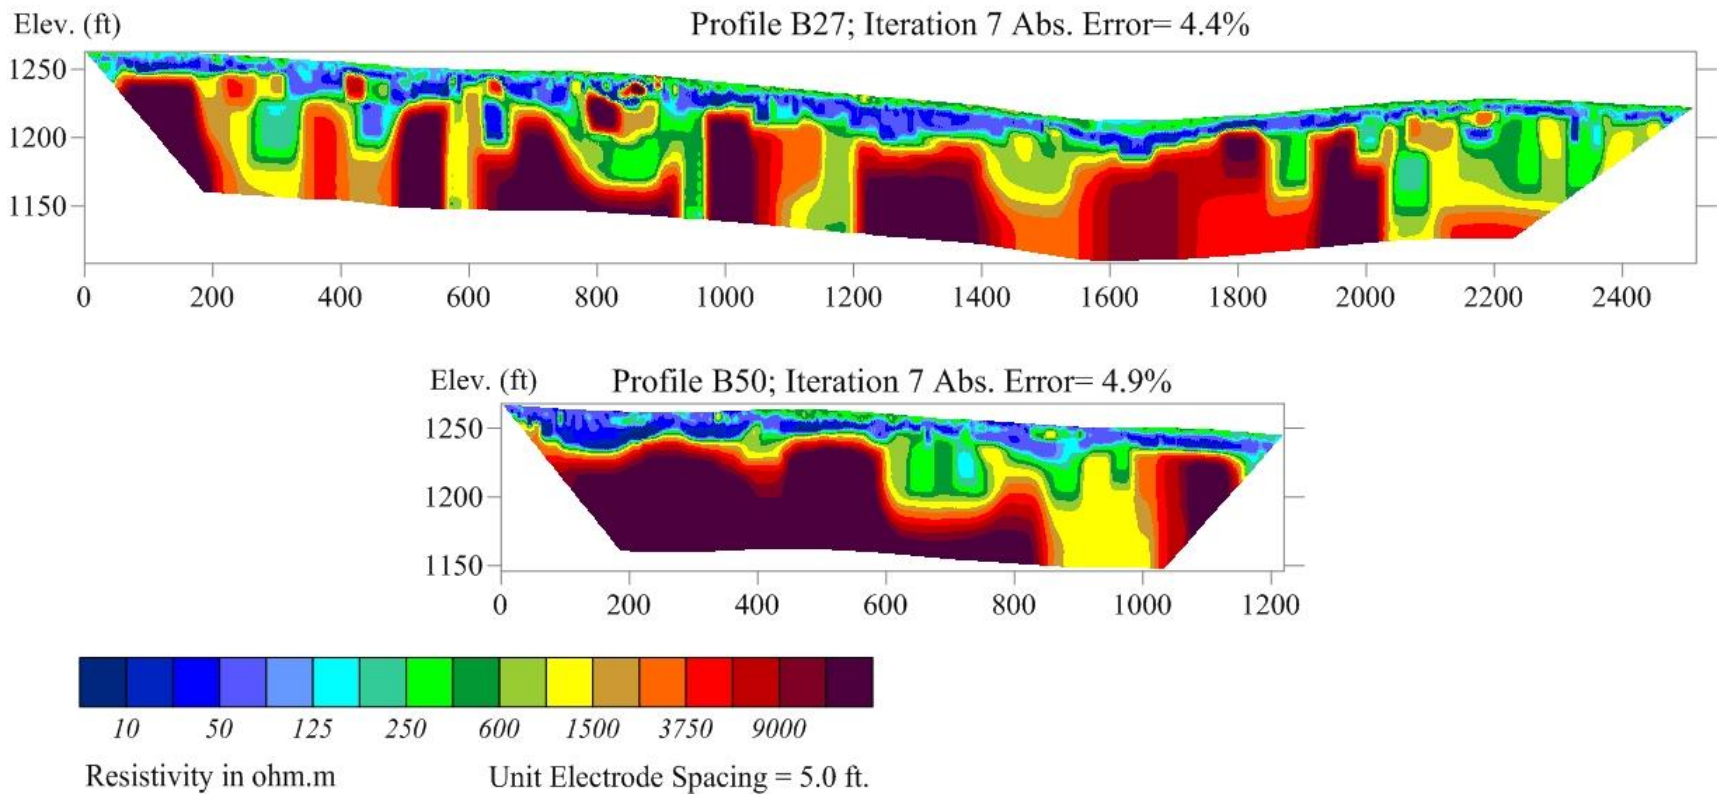 Elev. (ft) Profile B27; Iteration 7 Abs. Error= 4.4%
1250
1200
1150
0 200 400 600 800 1000 1200 1400 1600 1800 2000 2200 2400
Elev. (ft) Profile B50; Iteration 7 Abs. Error= 4.9%
1250
1200
1150
0 200 400 600 800 1000 1200
10 50 125 250 600 1500 3750 9000
Resistivity in ohm.m Unit Electrode Spacing = 5.0 ft.